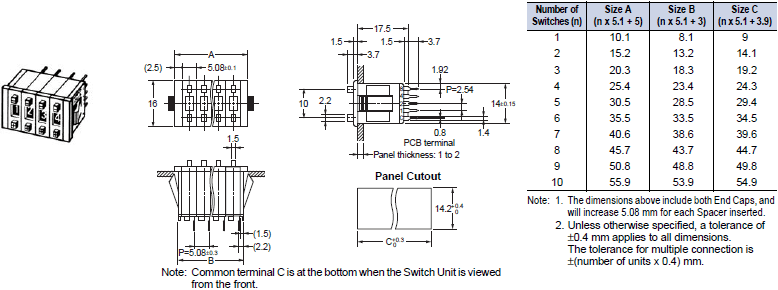 17.5
1.5
1.5
3.7
3.7
A
(2.5)
5.08±0.1
16
10
2.2
1.92
P=2.54
14±0.15
0.8
1.4
PCB terminal
Panel thickness: 1 to 2
1.5
(1.5)
(2.2)
P=5.08±0.3
B
Panel Cutout
14.2 +0.4 0
C +0.3 0
Note: Common terminal C is at the bottom when the Switch Unit is viewed
from the front.
Number of Switches (n) Size A (n x 5.1 + 5) Size B (n x 5.1 + 3) Size C (n x 5.1 + 3.9)
1 10.1 8.1 9
2 15.2 13.2 14.1
3 20.3 18.3 19.2
4 25.4 23.4 24.3
5 30.5 28.5 29.4
6 35.5 33.5 34.5
7 40.6 38.6 39.6
8 45.7 43.7 44.7
9 50.8 48.8 49.8
10 55.9 53.9 54.9
Note: 1. The dimensions above include both End Caps, and
will increase 5.08 mm for each Spacer inserted.
2. Unless otherwise specified, a tolerance of
±0.4 mm applies to all dimensions.
The tolerance for multiple connection is
±(number of units x 0.4) mm.